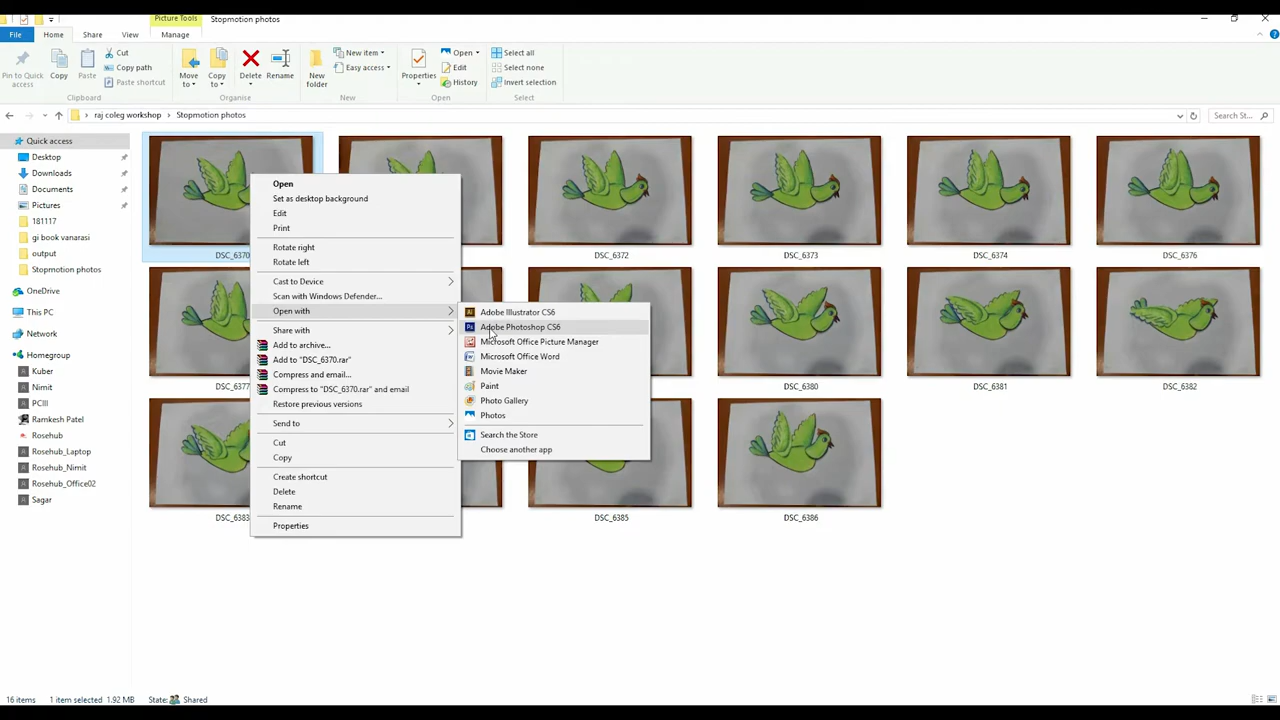 Picture Tools
Stopmotion photos
File
Home
Share
View
Manage
Pin to Quick access
Copy
Paste
Cut
Copy path
Paste shortcut
Clipboard
Move to
Copy to
Delete
Rename
Organise
New folder
New item
Easy access
New
Properties
Open
Edit
History
Open
Select all
Select none
Invert selection
Select
raj coleg workshop
Stopmotion photos
Search St...
Quick access
Desktop
Downloads
Documents
Pictures
181117
gi book vanarasi
output
Stopmotion photos
OneDrive
This PC
Network
Homegroup
Kuber
Nimit
PCIII
Ramkesh Patel
Rosehub
Rosehub_Laptop
Rosehub_Nimit
Rosehub_Office02
Sagar
DSC_6370
DSC_6372
DSC_6373
DSC_6374
DSC_6376
DSC_6377
DSC_6380
DSC_6381
DSC_6382
DSC_6383
DSC_6385
DSC_6386
Open
Set as desktop background
Edit
Print
Rotate right
Rotate left
Cast to Device
Scan with Windows Defender...
Open with
Share with
Add to archive...
Add to "DSC_6370.rar"
Compress and email...
Compress to "DSC_6370.rar" and email
Restore previous versions
Send to
Cut
Copy
Create shortcut
Delete
Rename
Properties
Adobe Illustrator CS6
Adobe Photoshop CS6
Microsoft Office Picture Manager
Microsoft Office Word
Movie Maker
Paint
Photo Gallery
Photos
Search the Store
Choose another app
16 items
1 item selected 1.92 MB
State:
Shared